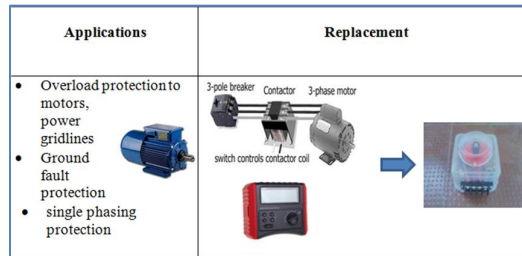 Applications
Replacement
• Overload protection to
motors,
power
gridlines
• Ground
fault
protection
• single phasing
protection
3-pole breaker
Contactor
3-phase motor
switch controls contactor coil